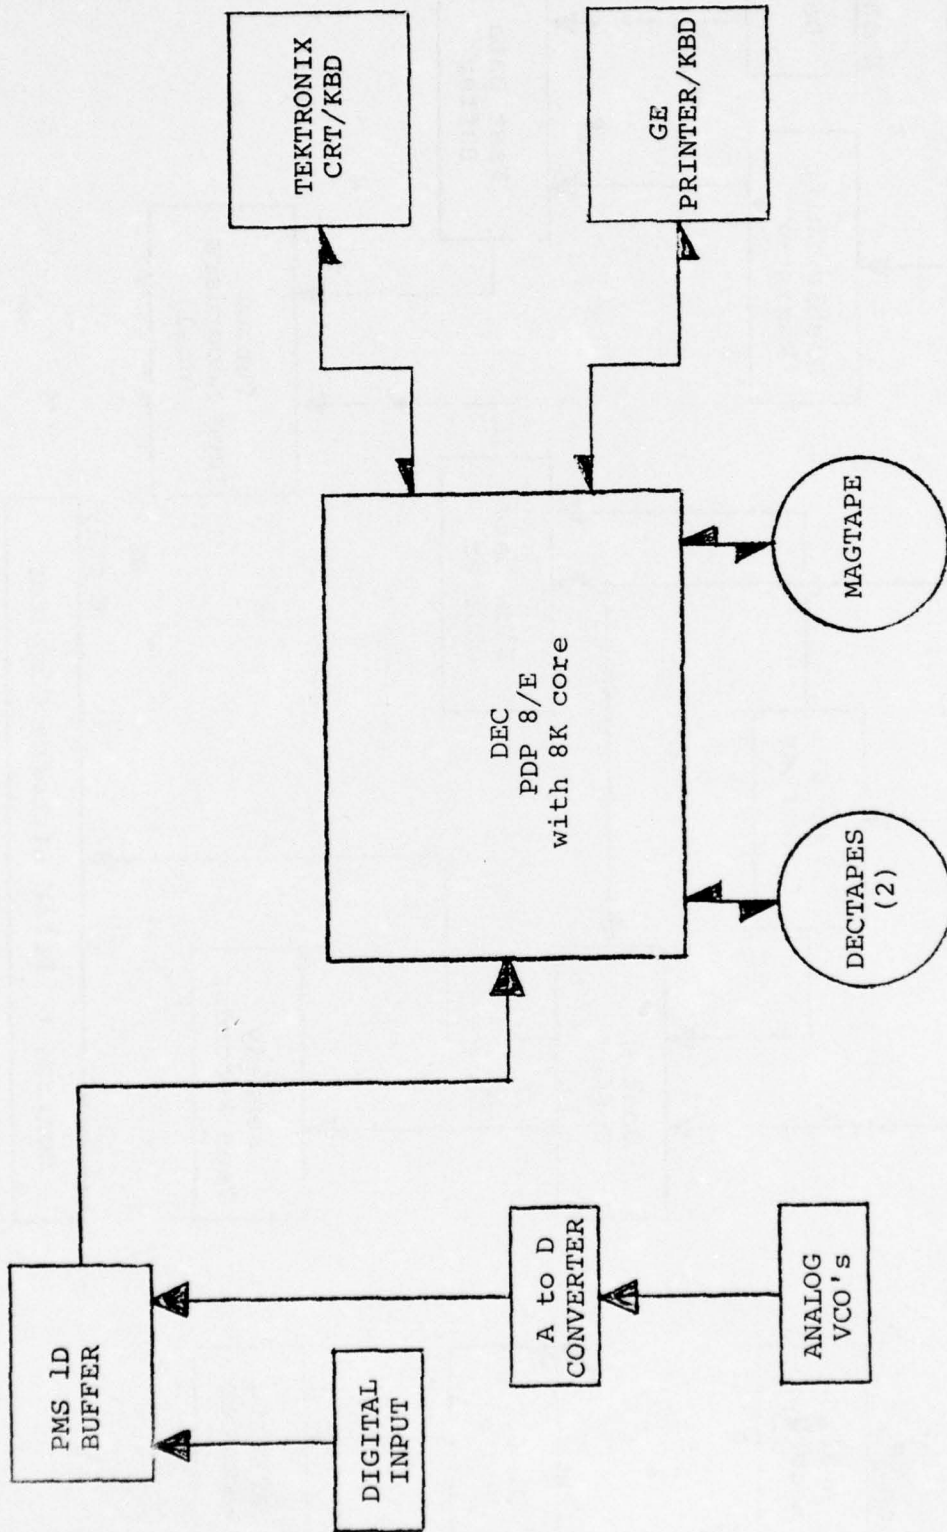 PMS 1D
BUFFER
DIGITAL
INPUT
A to D
CONVERTER
ANALOG
VCO's
DEC
PDP 8/E
with 8K core
DECTAPES
(2)
MAGTAPE
TEKTRONIX
CRT/KBD
GE
PRINTER/KBD